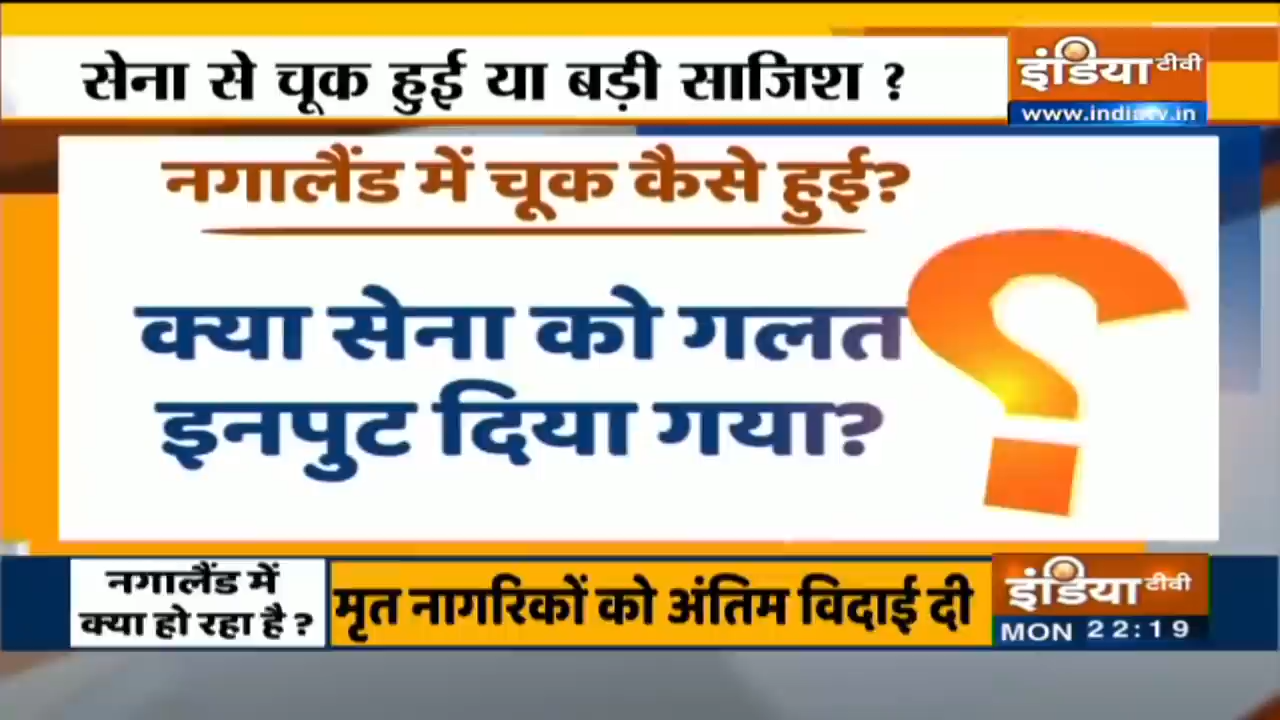 सेना से चूक हुई या बड़ी साजिश ?
इंडिया टीवी
www.indiatv.in
नगालैंड में चूक कैसे हुई?
क्या सेना को गलत
इनपुट दिया गया?
?
नगालैंड में
क्या हो रहा है ?
मृत नागरिकों को अंतिम विदाई दी
इंडिया टीवी
MON 22:19